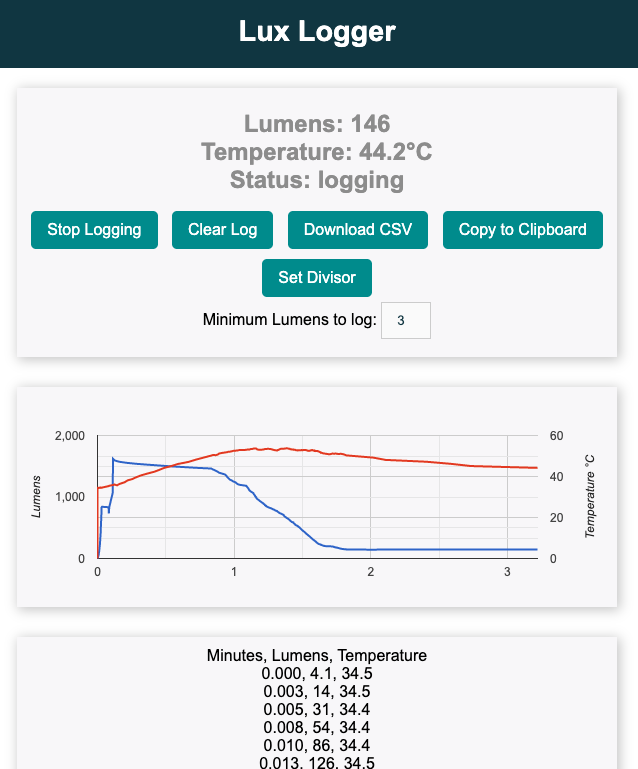 Lux Logger
Lumens: 146
Temperature: 44.2°C
Status: logging
Stop Logging
Clear Log
Download CSV
Copy to Clipboard
Set Divisor
Minimum Lumens to log: 3
2,000
1,000
0
Lumens
60
40
20
0
Temperature °C
0
1
2
3
Minutes, Lumens, Temperature
0.000, 4.1, 34.5
0.003, 14, 34.5
0.005, 31, 34.4
0.008, 54, 34.4
0.010, 86, 34.4
0.013, 126, 34.5